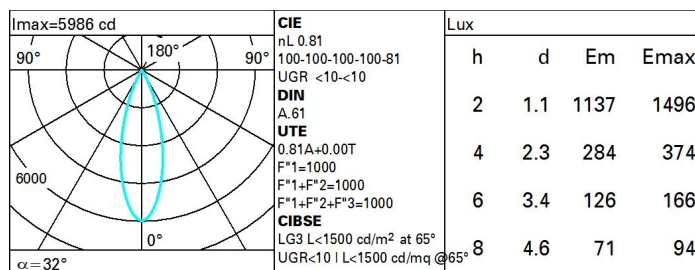 Imax=5986 cd
90° 180° 90°
6000
0°
α=32°
CIE
nL 0.81
100-100-100-100-81
UGR <10-<10
DIN
A.61
UTE
0.81A+0.00T
F"1=1000
F"1+F"2=1000
F"1+F"2+F"3=1000
CIBSE
LG3 L<1500 cd/m² at 65°
UGR<10 | L<1500 cd/mq @65°
Lux
h d Em Emax
2 1.1 1137 1496
4 2.3 284 374
6 3.4 126 166
8 4.6 71 94